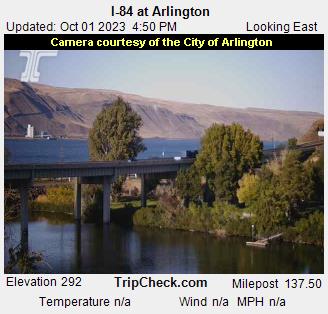 I-84 at Arlington
Updated: Oct 01 2023 4:50 PM Looking East
Camera courtesy of the City of Arlington
Elevation 292 TripCheck.com Milepost 137.50
Temperature n/a Wind n/a MPH n/a